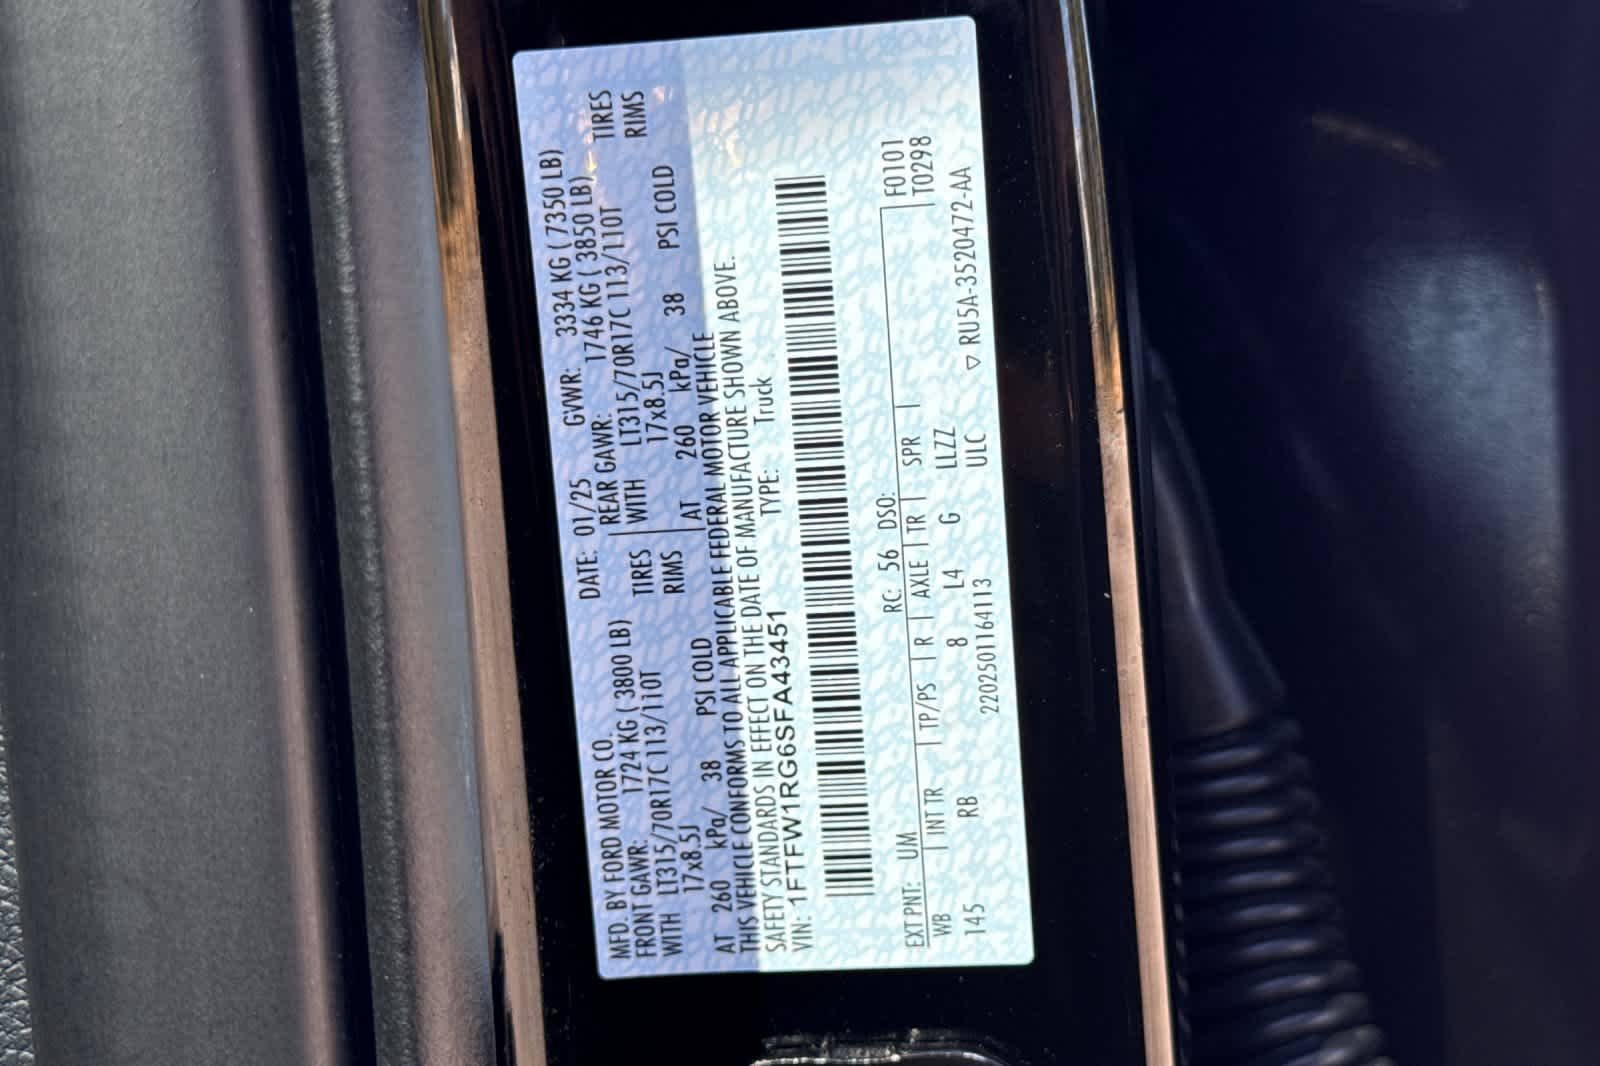 MFD. BY FORD MOTOR CO.
DATE: 01/25 GVWR: 3334 KG ( 7350 LB)
FRONT GAWR: 1724 KG ( 3800 LB) REAR GAWR: 1746 KG ( 3850 LB)
WITH LT315/70R17C 113/110T TIRES WITH LT315/70R17C 113/110T TIRES
17x8.5J RIMS 17x8.5J RIMS
AT 260 kPa/ 38 PSI COLD AT 260 kPa/ 38 PSI COLD
THIS VEHICLE CONFORMS TO ALL APPLICABLE FEDERAL MOTOR VEHICLE
SAFETY STANDARDS IN EFFECT ON THE DATE OF MANUFACTURE SHOWN ABOVE.
VIN: 1FTFW1RG6SFA43451 TYPE: Truck
F0101
EXT PNT: UM RC: 56 DSO: T0298
WB INT TR TP/PS R AXLE TR SPR
145 RB 8 L4 G LLZZ
2202501164113 ULC ▽ RU5A-3520472-AA